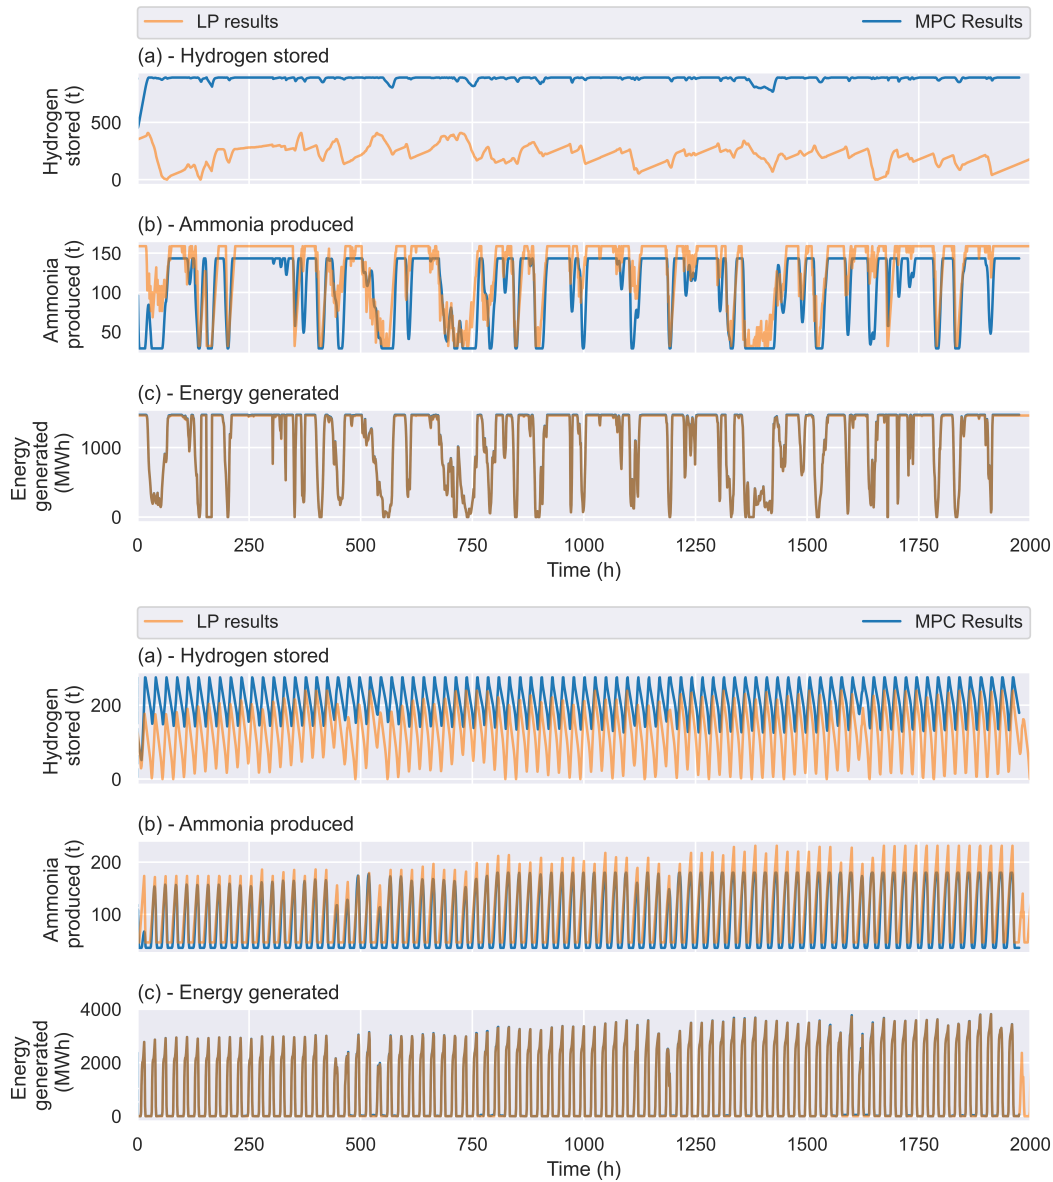 LP results MPC Results
(a) - Hydrogen stored
Hydrogen
stored (t)
500
0
(b) - Ammonia produced
Ammonia
produced (t)
150
100
50
(c) - Energy generated
Energy
generated
(MWh)
1000
0
0 250 500 750 1000 1250 1500 1750 2000
Time (h)
LP results MPC Results
(a) - Hydrogen stored
Hydrogen
stored (t)
200
0
(b) - Ammonia produced
Ammonia
produced (t)
200
100
(c) - Energy generated
Energy
generated
(MWh)
4000
2000
0
0 250 500 750 1000 1250 1500 1750 2000
Time (h)